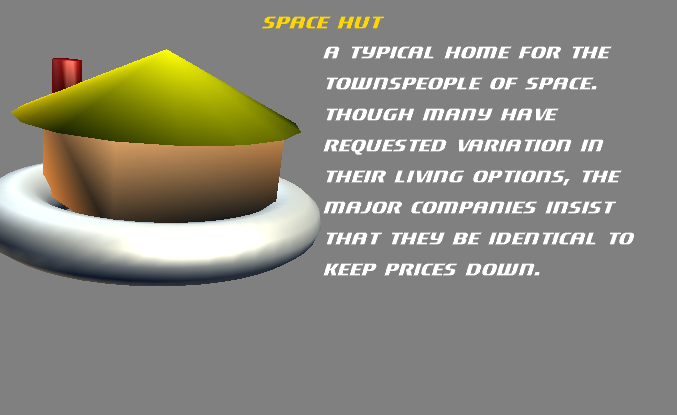 SPACE HUT
A TYPICAL HOME FOR THE
TOWNSPEOPLE OF SPACE.
THOUGH MANY HAVE
REQUESTED VARIATION IN
THEIR LIVING OPTIONS, THE
MAJOR COMPANIES INSIST
THAT THEY BE IDENTICAL TO
KEEP PRICES DOWN.